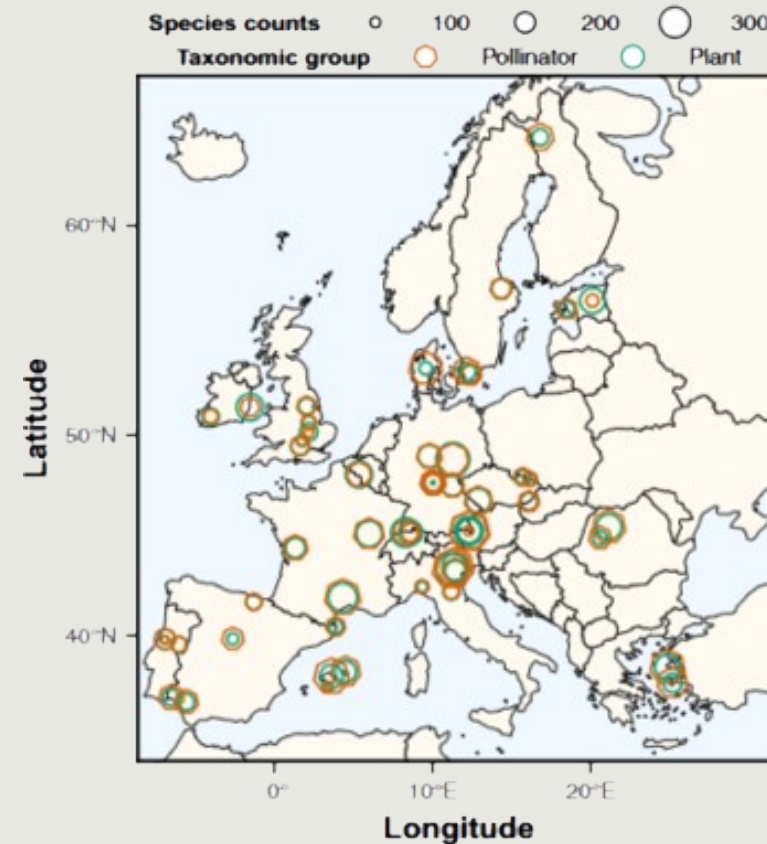 Species counts 100 200 300
Taxonomic group Pollinator Plant
60°N
50°N
40°N
Latitude
0° 10°E 20°E
Longitude